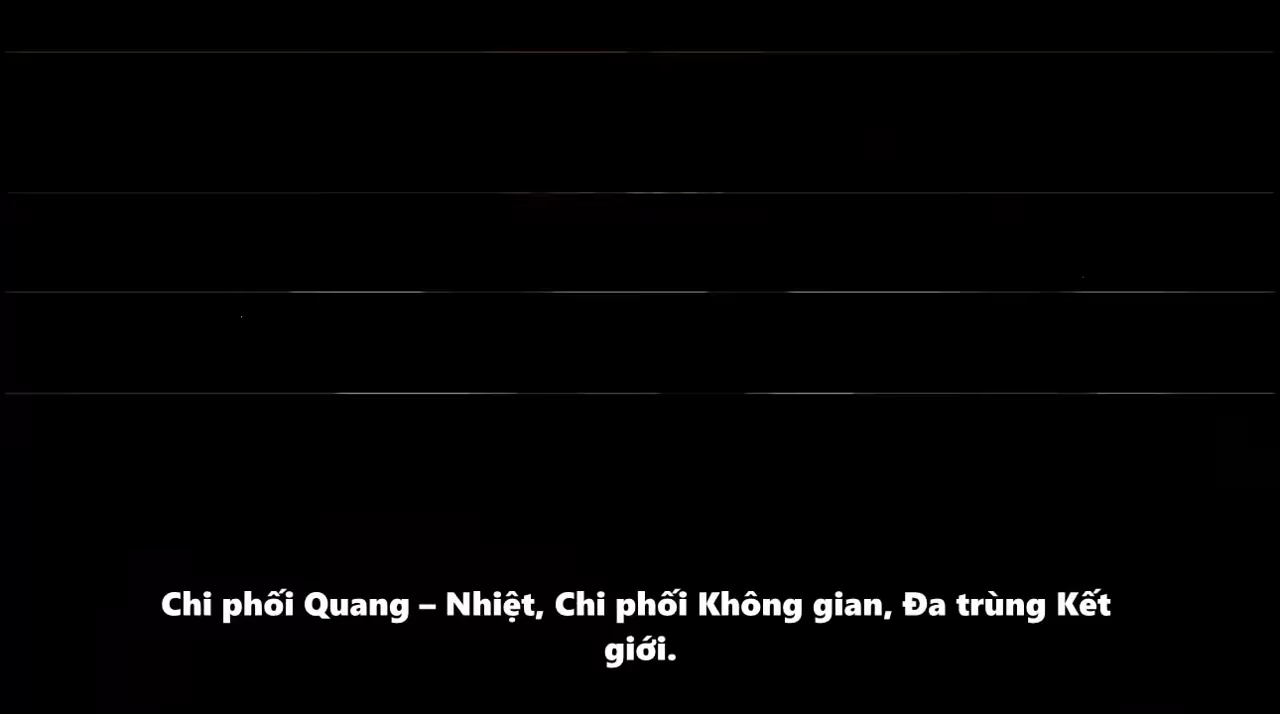 Chi phối Quang – Nhiệt, Chi phối Không gian, Đa trùng Kết
giới.